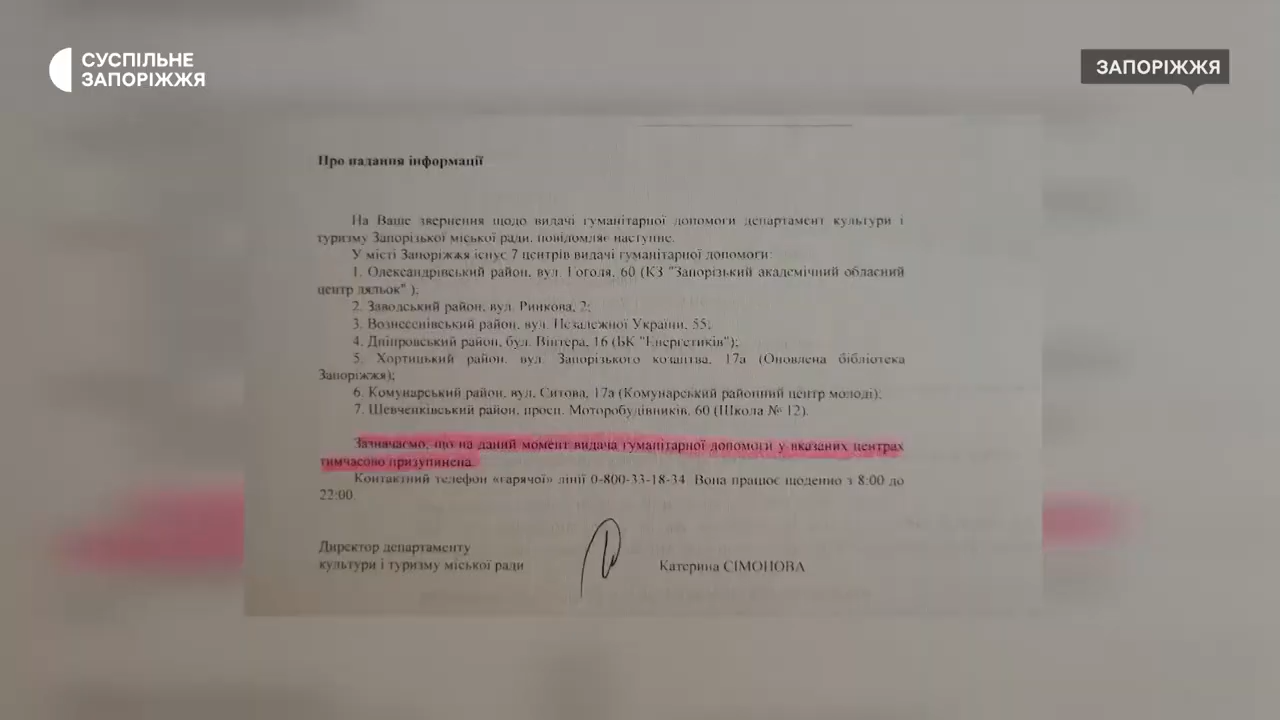 СУСПІЛЬНЕ
ЗАПОРІЖЖЯ
ЗАПОРІЖЖЯ
Про надання інформації
На Ваше звернення щодо видачі гуманітарної допомоги департамент культури і
туризму Запорізької міської ради, повідомляє наступне.
У місті Запоріжжя існує 7 центрів видачі гуманітарної допомоги:
1. Олександрівський район, вул. Гоголя, 60 (КЗ "Запорізький академічний обласний
центр ляльок" );
2. Заводський район, вул. Ринкова, 2;
3. Вознесенівський район, вул. Незалежної України, 55;
4. Дніпровський район, бул. Вінтера, 16 (БК "Енергетиків");
5. Хортицький район, вул. Запорізького козацтва, 17а (Оновлена бібліотека
Запоріжжя);
6. Комунарський район, вул. Ситова, 17а (Комунарський районний центр молоді);
7. Шевченківський район, просп. Моторобудівників, 60 (Школа № 12).
Зазначаємо, що на даний момент видача гуманітарної допомоги у вказаних центрах
тимчасово призупинена.
Контактний телефон «гарячої» лінії 0-800-33-18-34. Вона працює щоденно з 8:00 до
22:00.
Директор департаменту
культури і туризму міської ради
Катерина СІМОНОВА